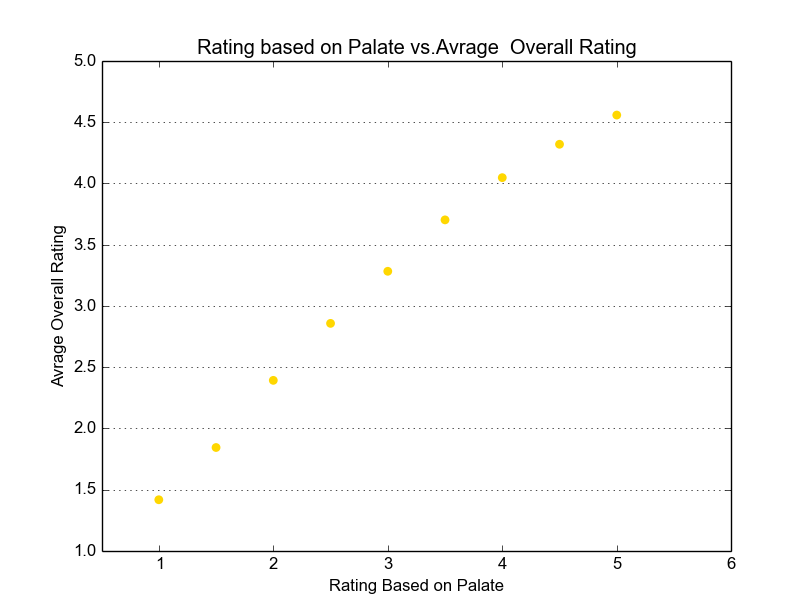 Rating based on Palate vs.Avrage  Overall Rating
5.0
4.5
4.0
3.5
3.0
2.5
2.0
1.5
1.0
Avrage Overall Rating
1 2 3 4 5 6
Rating Based on Palate